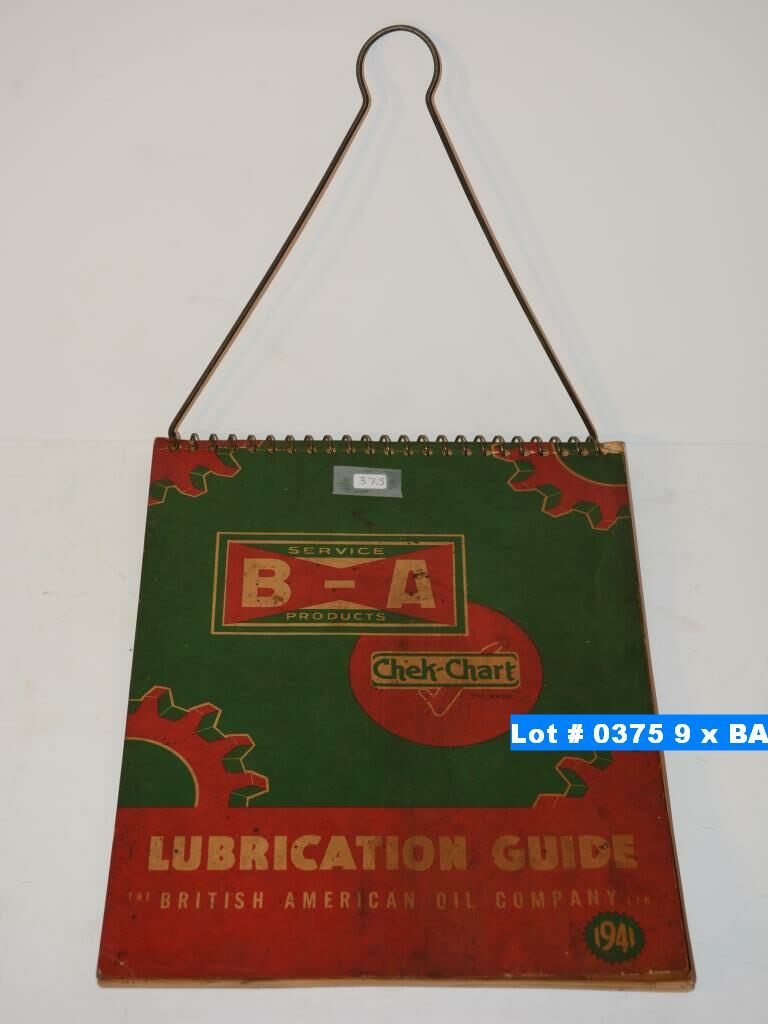 375
SERVICE
B-A
PRODUCTS
Chek-Chart
Lot # 0375 9 x BA
LUBRICATION GUIDE
THE BRITISH AMERICAN OIL COMPANY LTD.
1941